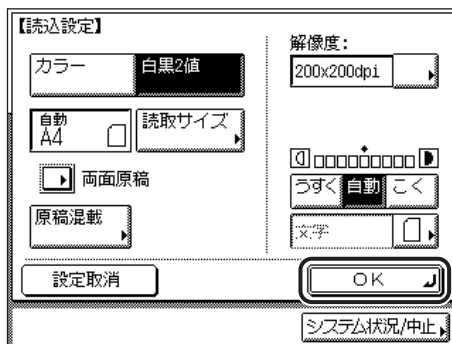 【読込設定】
カラー
白黒2値
解像度：
200x200dpi
自動
A4
読取サイズ
両面原稿
うすく
自動
こく
原稿混載
文字
設定取消
OK
システム状況/中止